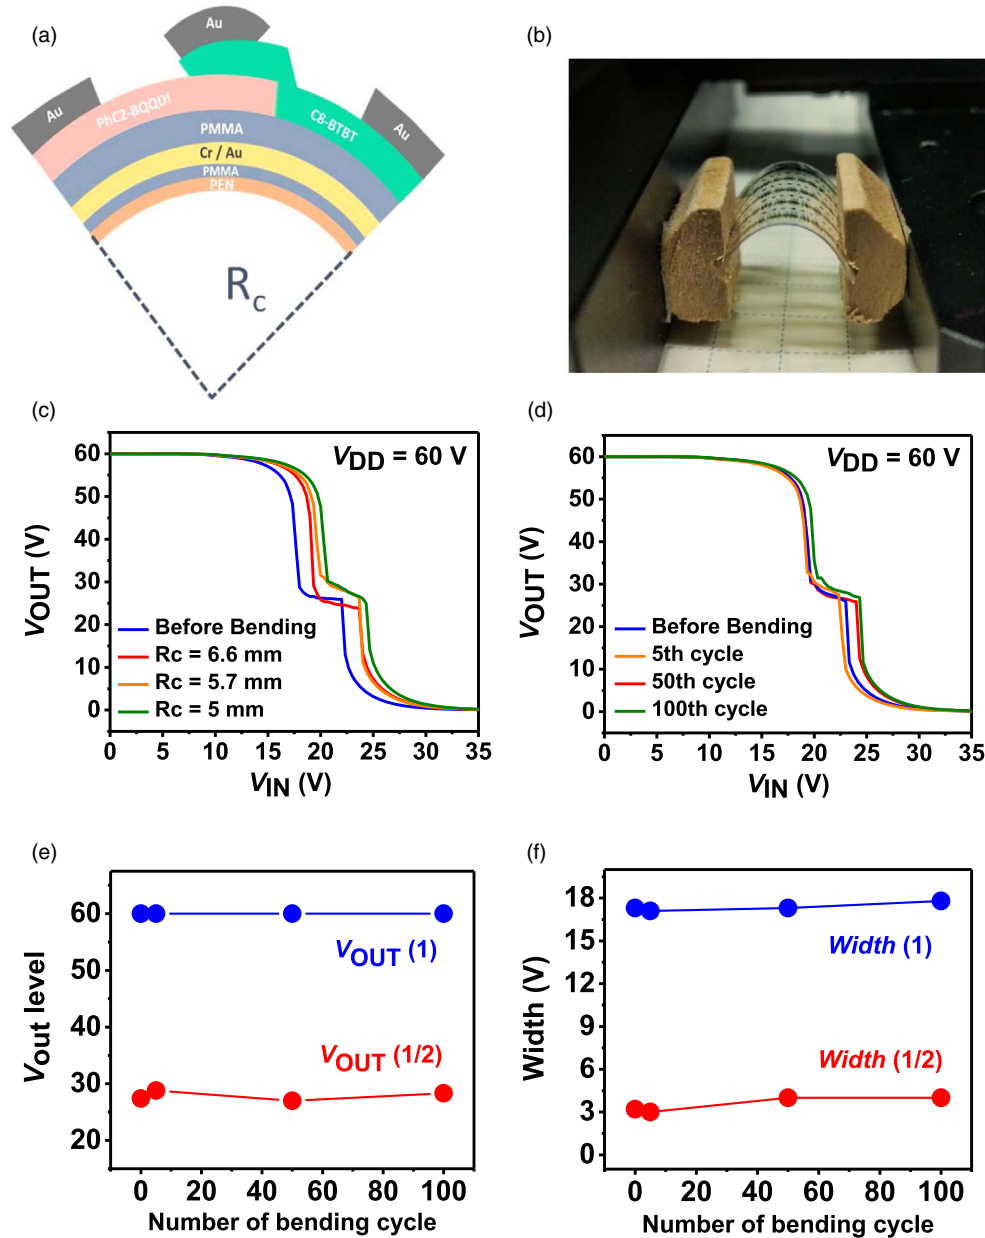 (a)
Au
Au
PhC2-BQQDI
C8-BTBT
Au
PMMA
Cr / Au
PMMA
PEN
Rc
(b)
(c)
VDD = 60 V
60
50
40
30
20
10
0
VOUT (V)
Before Bending
Rc = 6.6 mm
Rc = 5.7 mm
Rc = 5 mm
0 5 10 15 20 25 30 35
VIN (V)
(d)
VDD = 60 V
60
50
40
30
20
10
0
VOUT (V)
Before Bending
5th cycle
50th cycle
100th cycle
0 5 10 15 20 25 30 35
VIN (V)
(e)
60
50
40
30
20
Vout level
VOUT (1)
VOUT (1/2)
0 20 40 60 80 100
Number of bending cycle
(f)
18
15
12
9
6
3
0
Width (V)
Width (1)
Width (1/2)
0 20 40 60 80 100
Number of bending cycle